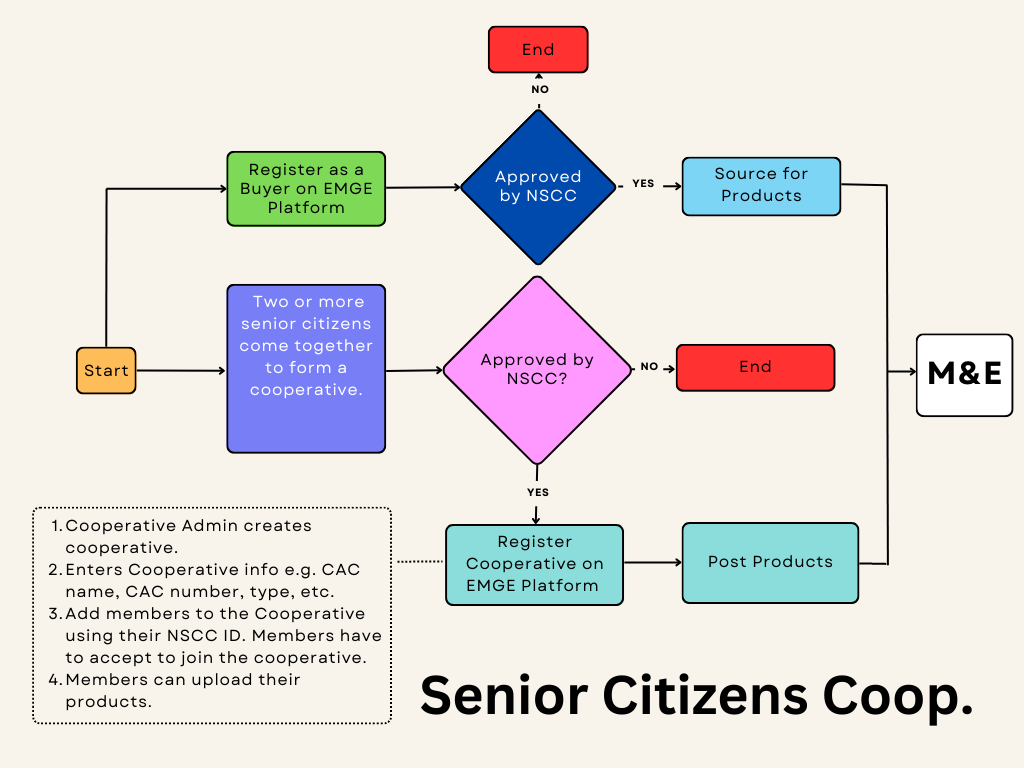 End
NO
Register as a
Buyer on EMGE
Platform
Approved
by NSCC
YES
Source for
Products
Two or more
senior citizens
come together
to form a
cooperative.
Start
Approved by
NSCC?
NO
End
M&E
YES
1. Cooperative Admin creates
cooperative.
2. Enters Cooperative info e.g. CAC
name, CAC number, type, etc.
3. Add members to the Cooperative
using their NSCC ID. Members have
to accept to join the cooperative.
4. Members can upload their
products.
Register
Cooperative on
EMGE Platform
Post Products
Senior Citizens Coop.